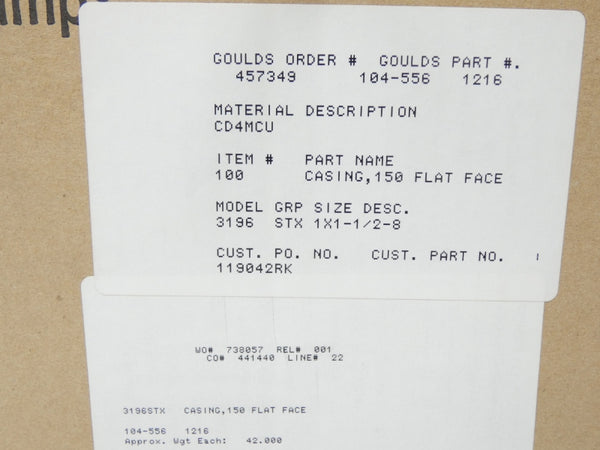 GOULDS ORDER # GOULDS PART #.
457349 104-556 1216
MATERIAL DESCRIPTION
CD4MCU
ITEM # PART NAME
100 CASING,150 FLAT FACE
MODEL GRP SIZE DESC.
3196 STX 1X1-1/2-8
CUST. PO. NO. CUST. PART NO.
119042RK
WO# 738057 REL# 001
CO# 441440 LINE# 22
3196STX CASING,150 FLAT FACE
104-556 1216
Approx. Wgt Each: 42.000